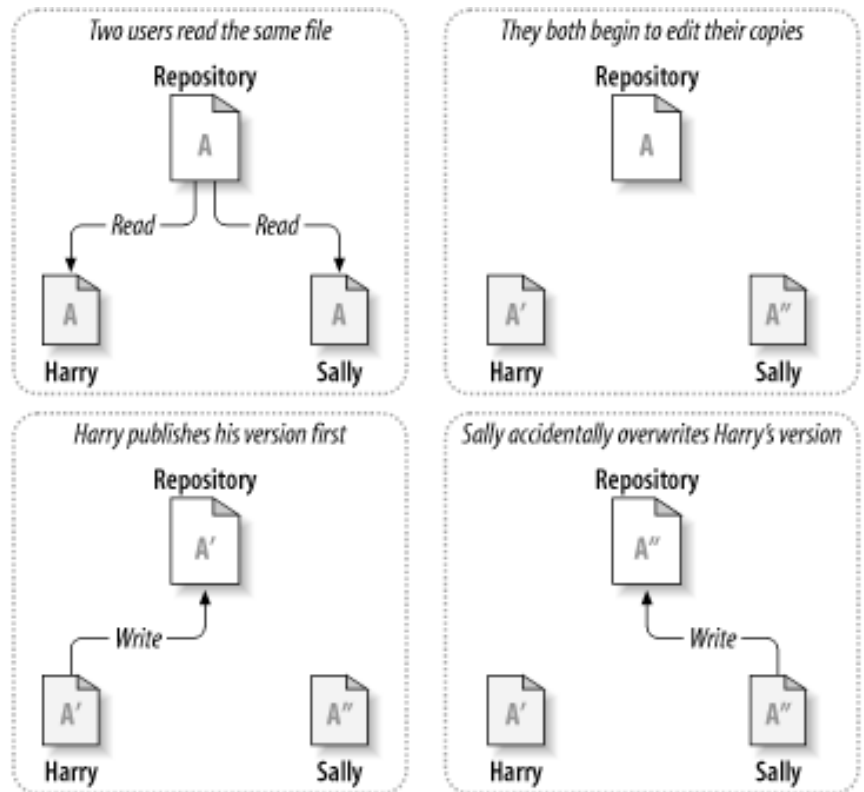 Two users read the same file
Repository
A
Read
Read
A
A
Harry
Sally
They both begin to edit their copies
Repository
A
A′
A″
Harry
Sally
Harry publishes his version first
Repository
A′
Write
A′
A″
Harry
Sally
Sally accidentally overwrites Harry's version
Repository
A″
Write
A′
A″
Harry
Sally